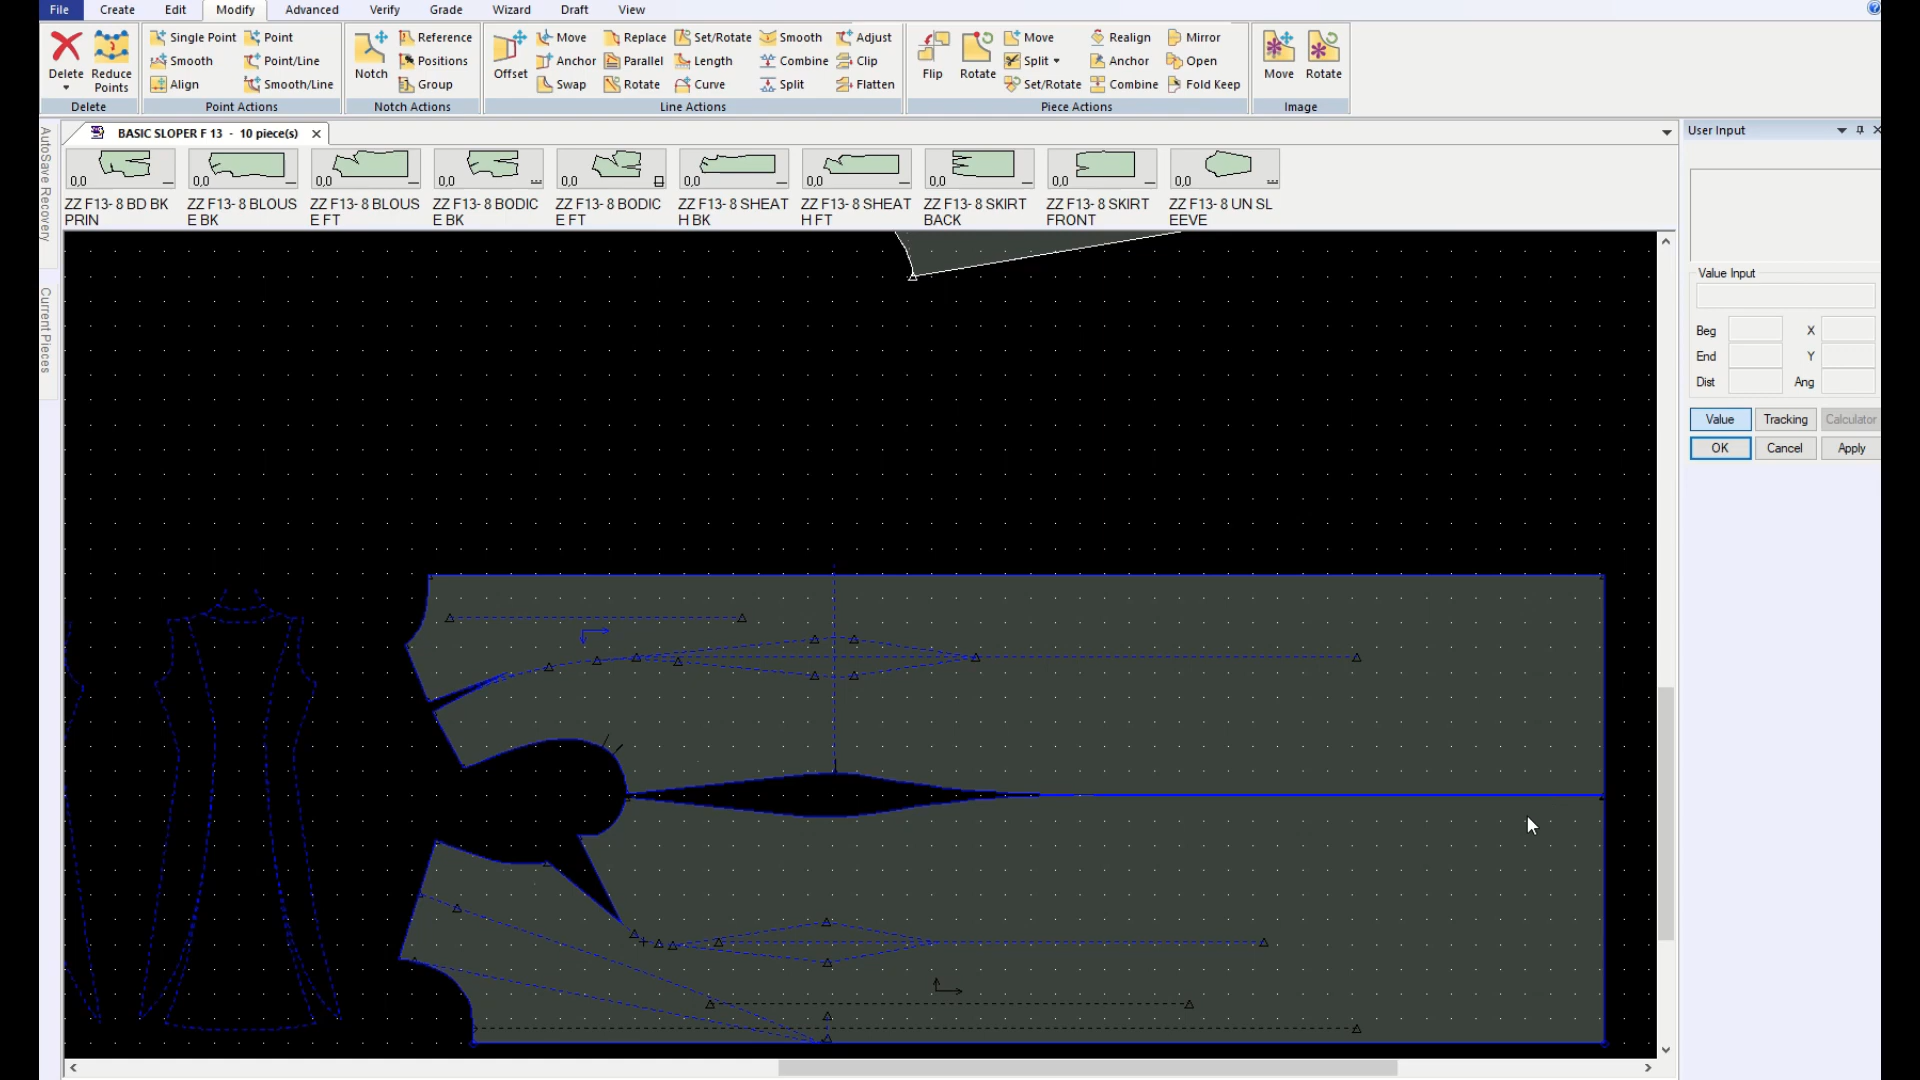 File Create Edit Modify Advanced Verify Grade Wizard Draft View
Delete Reduce Points
Delete
Single Point Point
Smooth Point/Line
Align Smooth/Line
Point Actions
Notch Reference
Positions
Group
Notch Actions
Offset Move Replace Set/Rotate Smooth Adjust
Anchor Parallel Length Combine Clip
Swap Rotate Curve Split Flatten
Line Actions
Flip Rotate Move Realign Mirror
Split Anchor Open
Set/Rotate Combine Fold Keep
Piece Actions
Move Rotate
Image
AutoSave Recovery
Current Pieces
BASIC SLOPER F 13 - 10 piece(s)
0,0 0,0 0,0 0,0 0,0 0,0 0,0 0,0 0,0 0,0
ZZ F13- 8 BD BK PRIN
ZZ F13- 8 BLOUS E BK
ZZ F13- 8 BLOUS E FT
ZZ F13- 8 BODIC E BK
ZZ F13- 8 BODIC E FT
ZZ F13- 8 SHEAT H BK
ZZ F13- 8 SHEAT H FT
ZZ F13- 8 SKIRT BACK
ZZ F13- 8 SKIRT FRONT
ZZ F13- 8 UN SL EEVE
User Input
Value Input
Beg X
End Y
Dist Ang
Value Tracking Calculator
OK Cancel Apply